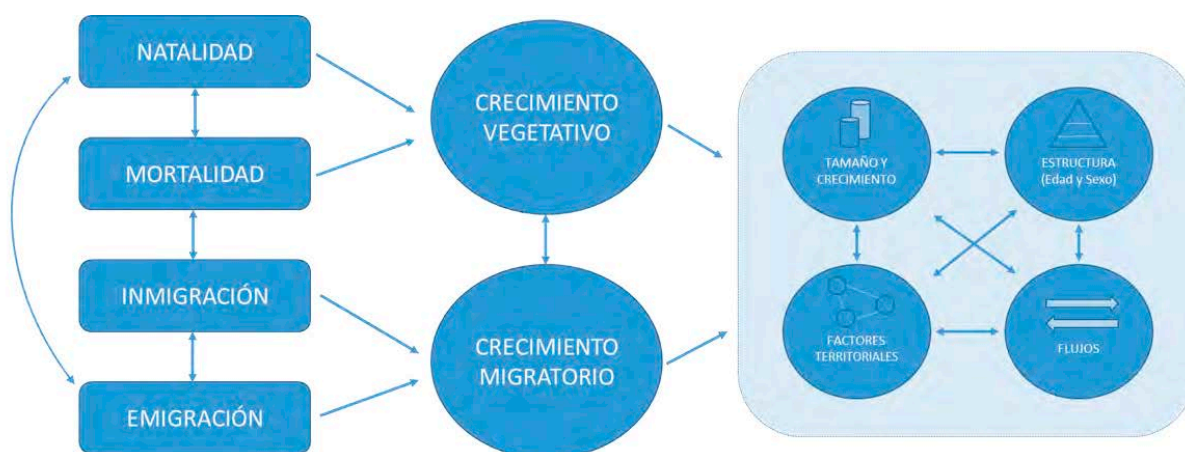 NATALIDAD
MORTALIDAD
INMIGRACIÓN
EMIGRACIÓN
CRECIMIENTO
VEGETATIVO
CRECIMIENTO
MIGRATORIO
TAMAÑO Y
CRECIMIENTO
ESTRUCTURA
(Edad y Sexo)
FACTORES
TERRITORIALES
FLUJOS